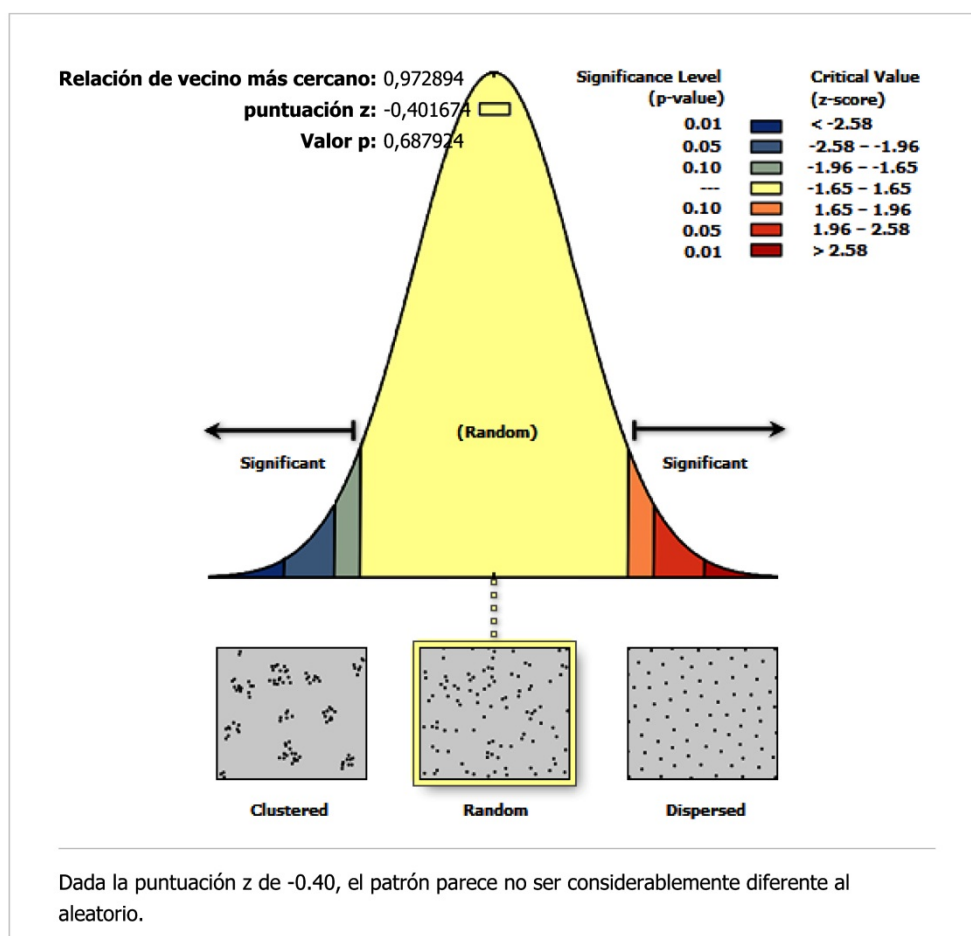 Relación de vecino más cercano: 0,972894
puntuación z: -0,401674
Valor p: 0,687924
Significance Level
(p-value)
Critical Value
(z-score)
0.01 < -2.58
0.05 -2.58 – -1.96
0.10 -1.96 – -1.65
--- -1.65 – 1.65
0.10 1.65 – 1.96
0.05 1.96 – 2.58
0.01 > 2.58
(Random)
Significant
Significant
Clustered
Random
Dispersed
Dada la puntuación z de -0.40, el patrón parece no ser considerablemente diferente al
aleatorio.